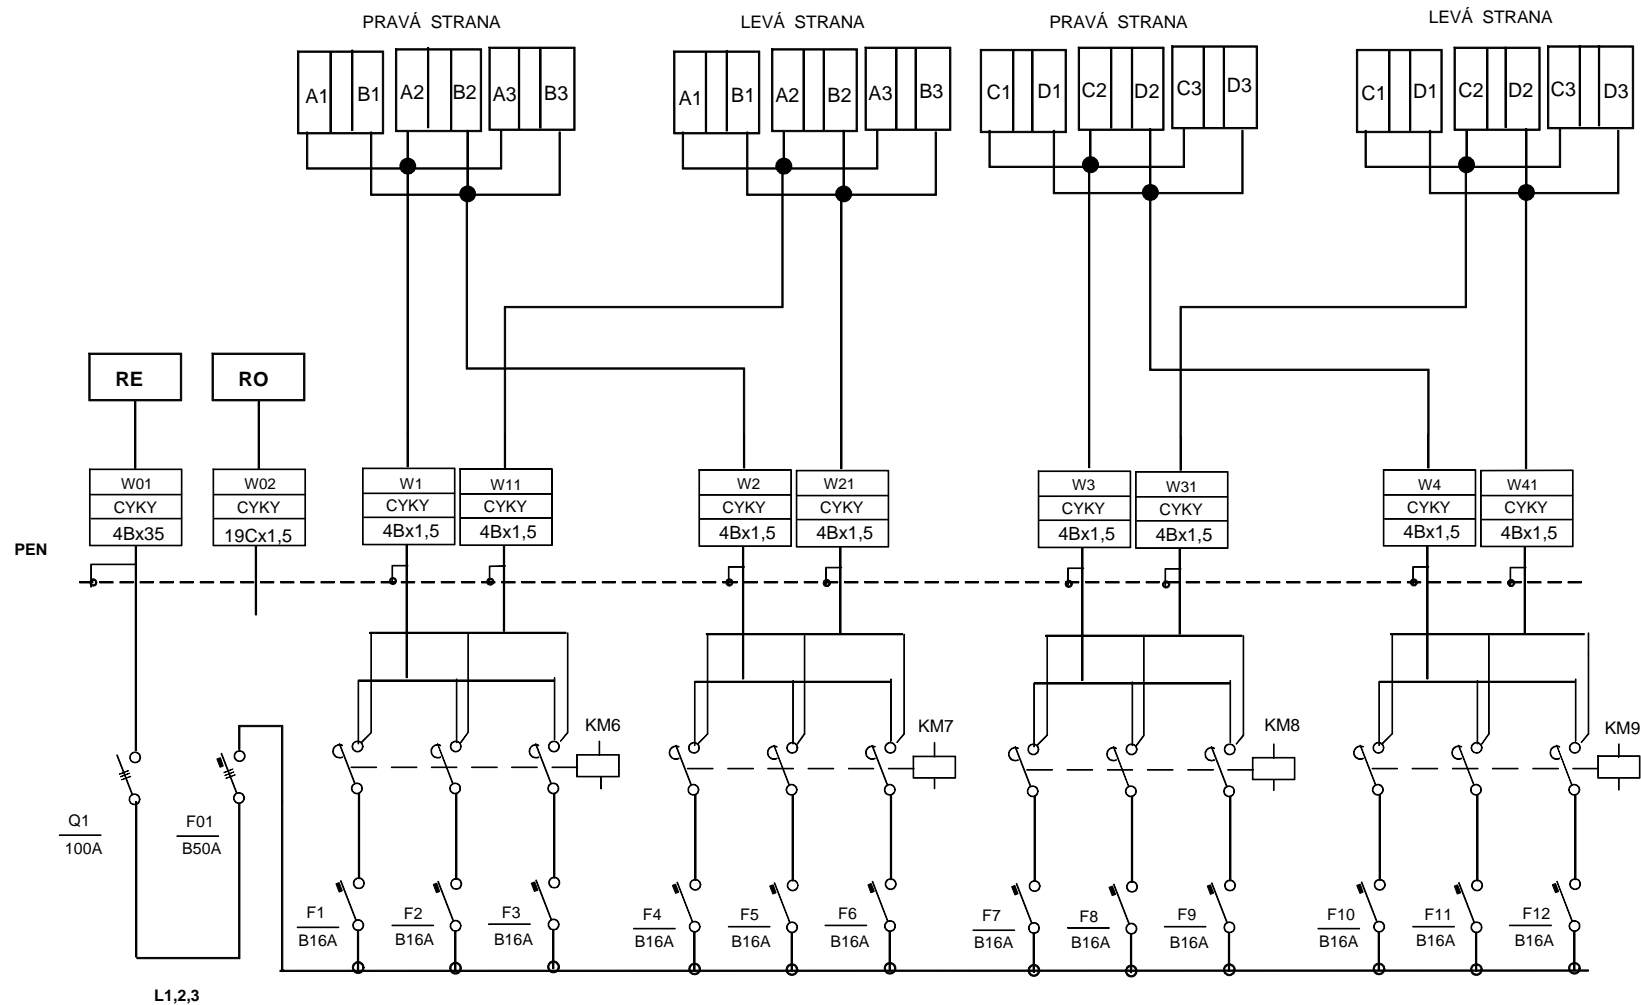 PRAVÁ STRANA
LEVÁ STRANA
PRAVÁ STRANA
LEVÁ STRANA
A1 B1 A2 B2 A3 B3
A1 B1 A2 B2 A3 B3
C1 D1 C2 D2 C3 D3
C1 D1 C2 D2 C3 D3
RE
RO
W01
CYKY
4Bx35
W02
CYKY
19Cx1,5
W1
CYKY
4Bx1,5
W11
CYKY
4Bx1,5
W2
CYKY
4Bx1,5
W21
CYKY
4Bx1,5
W3
CYKY
4Bx1,5
W31
CYKY
4Bx1,5
W4
CYKY
4Bx1,5
W41
CYKY
4Bx1,5
PEN
KM6
KM7
KM8
KM9
Q1
100A
F01
B50A
F1
B16A
F2
B16A
F3
B16A
F4
B16A
F5
B16A
F6
B16A
F7
B16A
F8
B16A
F9
B16A
F10
B16A
F11
B16A
F12
B16A
L1,2,3